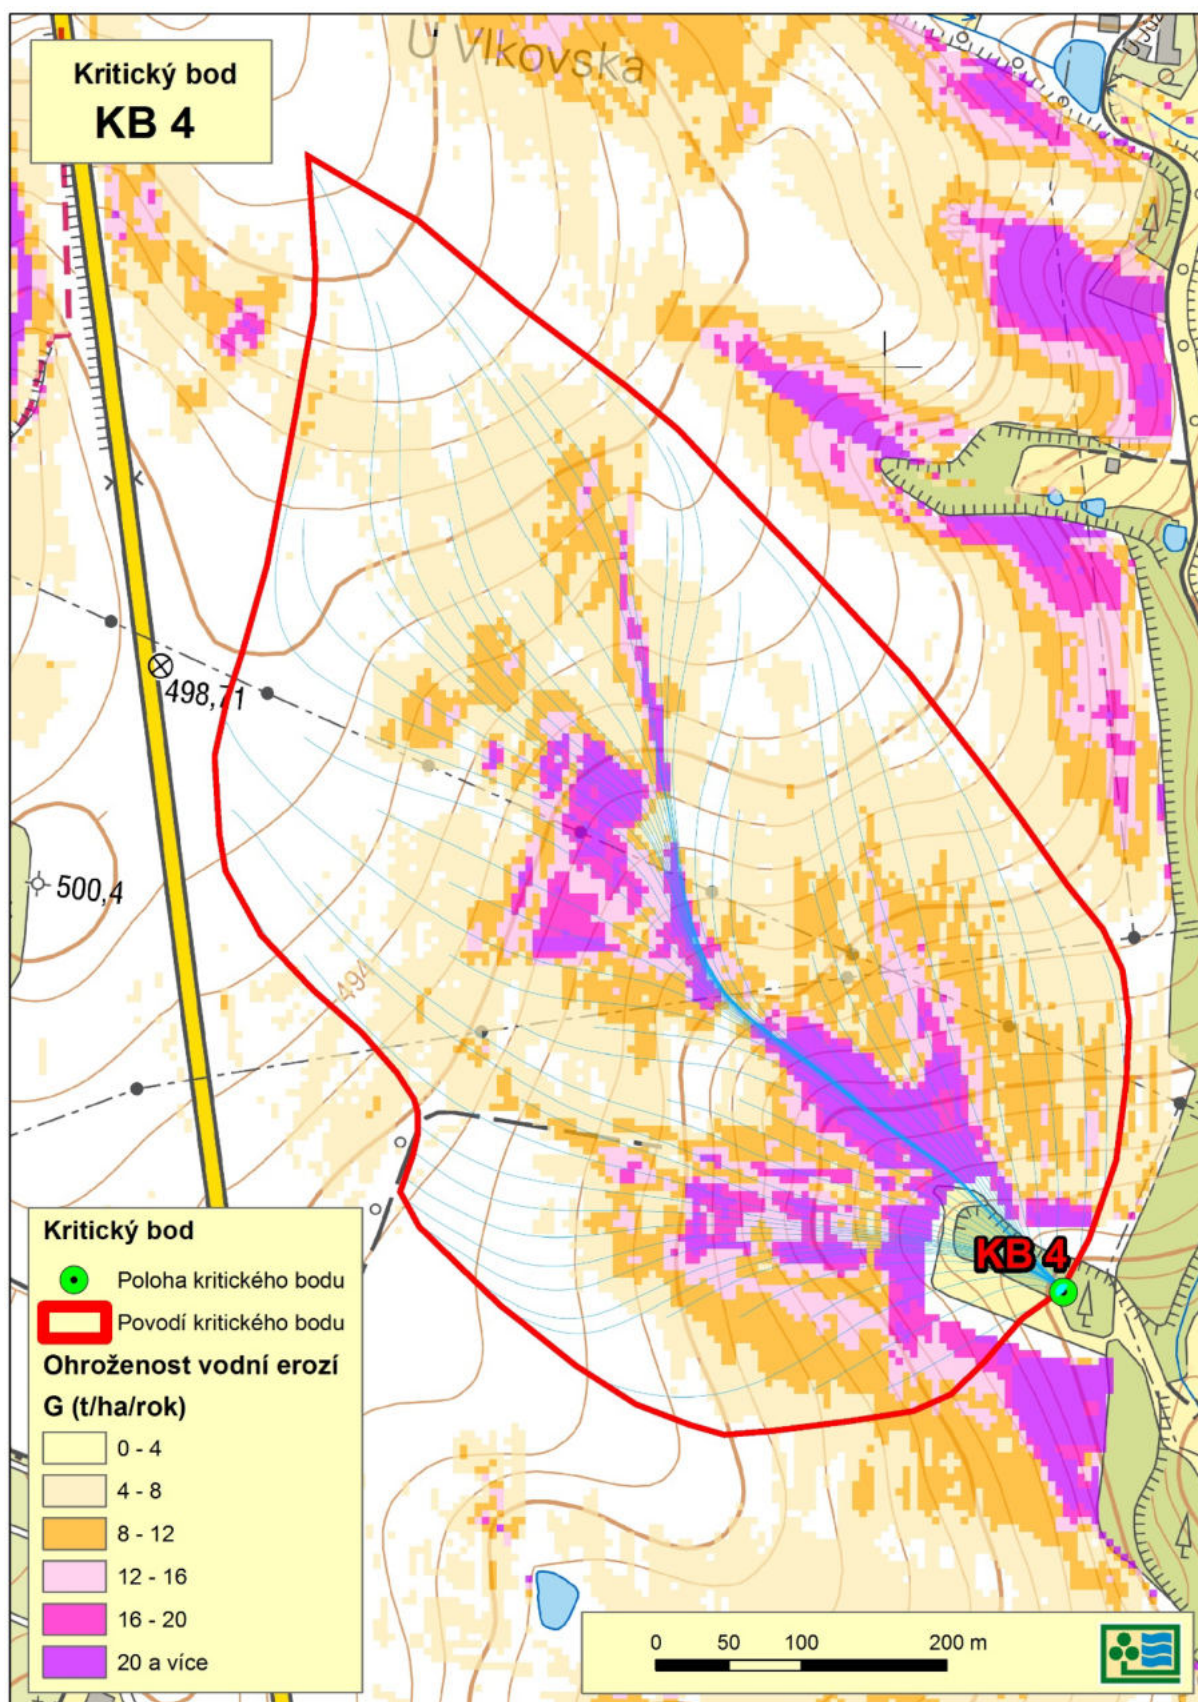 U Vlkovska
Kritický bod
KB 4
498,71
500,4
494
KB 4
Kritický bod
Poloha kritického bodu
Povodí kritického bodu
Ohroženost vodní erozí
G (t/ha/rok)
0 - 4
4 - 8
8 - 12
12 - 16
16 - 20
20 a více
0 50 100 200 m